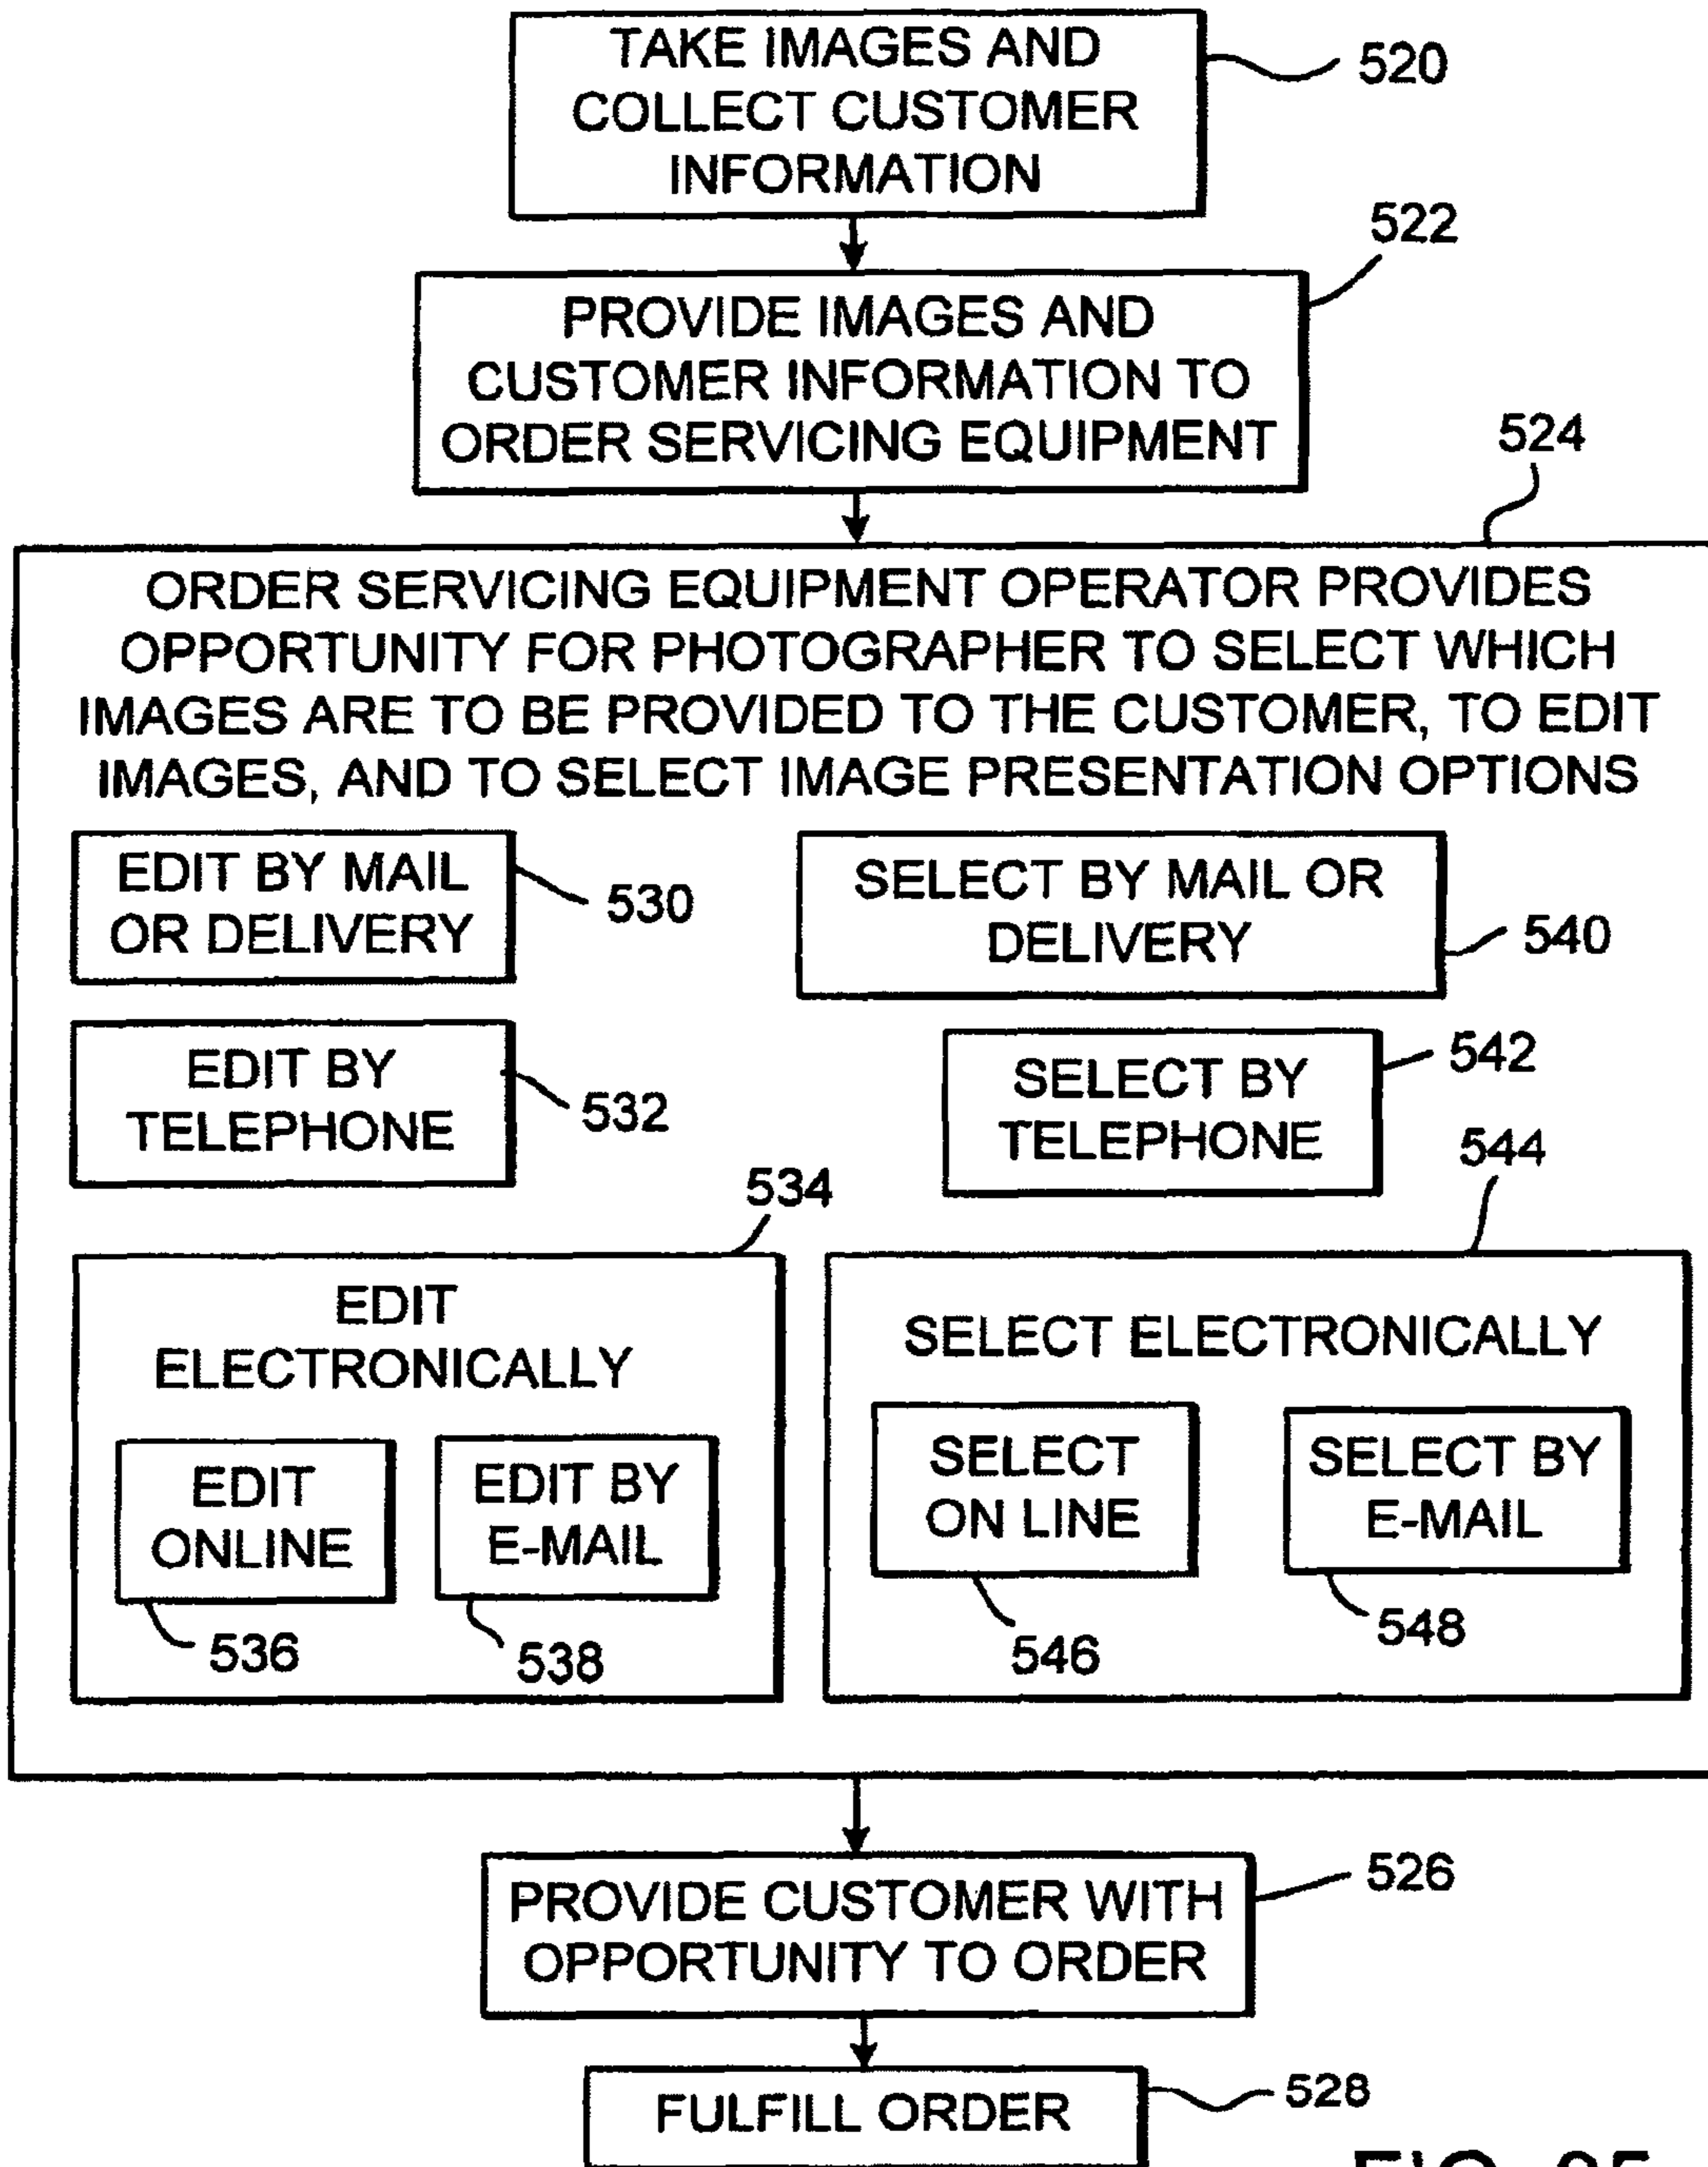 TAKE IMAGES AND
COLLECT CUSTOMER
INFORMATION
520
522
PROVIDE IMAGES AND
CUSTOMER INFORMATION TO
ORDER SERVICING EQUIPMENT
524
ORDER SERVICING EQUIPMENT OPERATOR PROVIDES
OPPORTUNITY FOR PHOTOGRAPHER TO SELECT WHICH
IMAGES ARE TO BE PROVIDED TO THE CUSTOMER, TO EDIT
IMAGES, AND TO SELECT IMAGE PRESENTATION OPTIONS
EDIT BY MAIL
OR DELIVERY
530
SELECT BY MAIL OR
DELIVERY
540
EDIT BY
TELEPHONE
532
SELECT BY
TELEPHONE
542
534
EDIT
ELECTRONICALLY
EDIT
ONLINE
536
EDIT BY
E-MAIL
538
544
SELECT ELECTRONICALLY
SELECT
ON LINE
546
SELECT BY
E-MAIL
548
PROVIDE CUSTOMER WITH
OPPORTUNITY TO ORDER
526
FULFILL ORDER
528